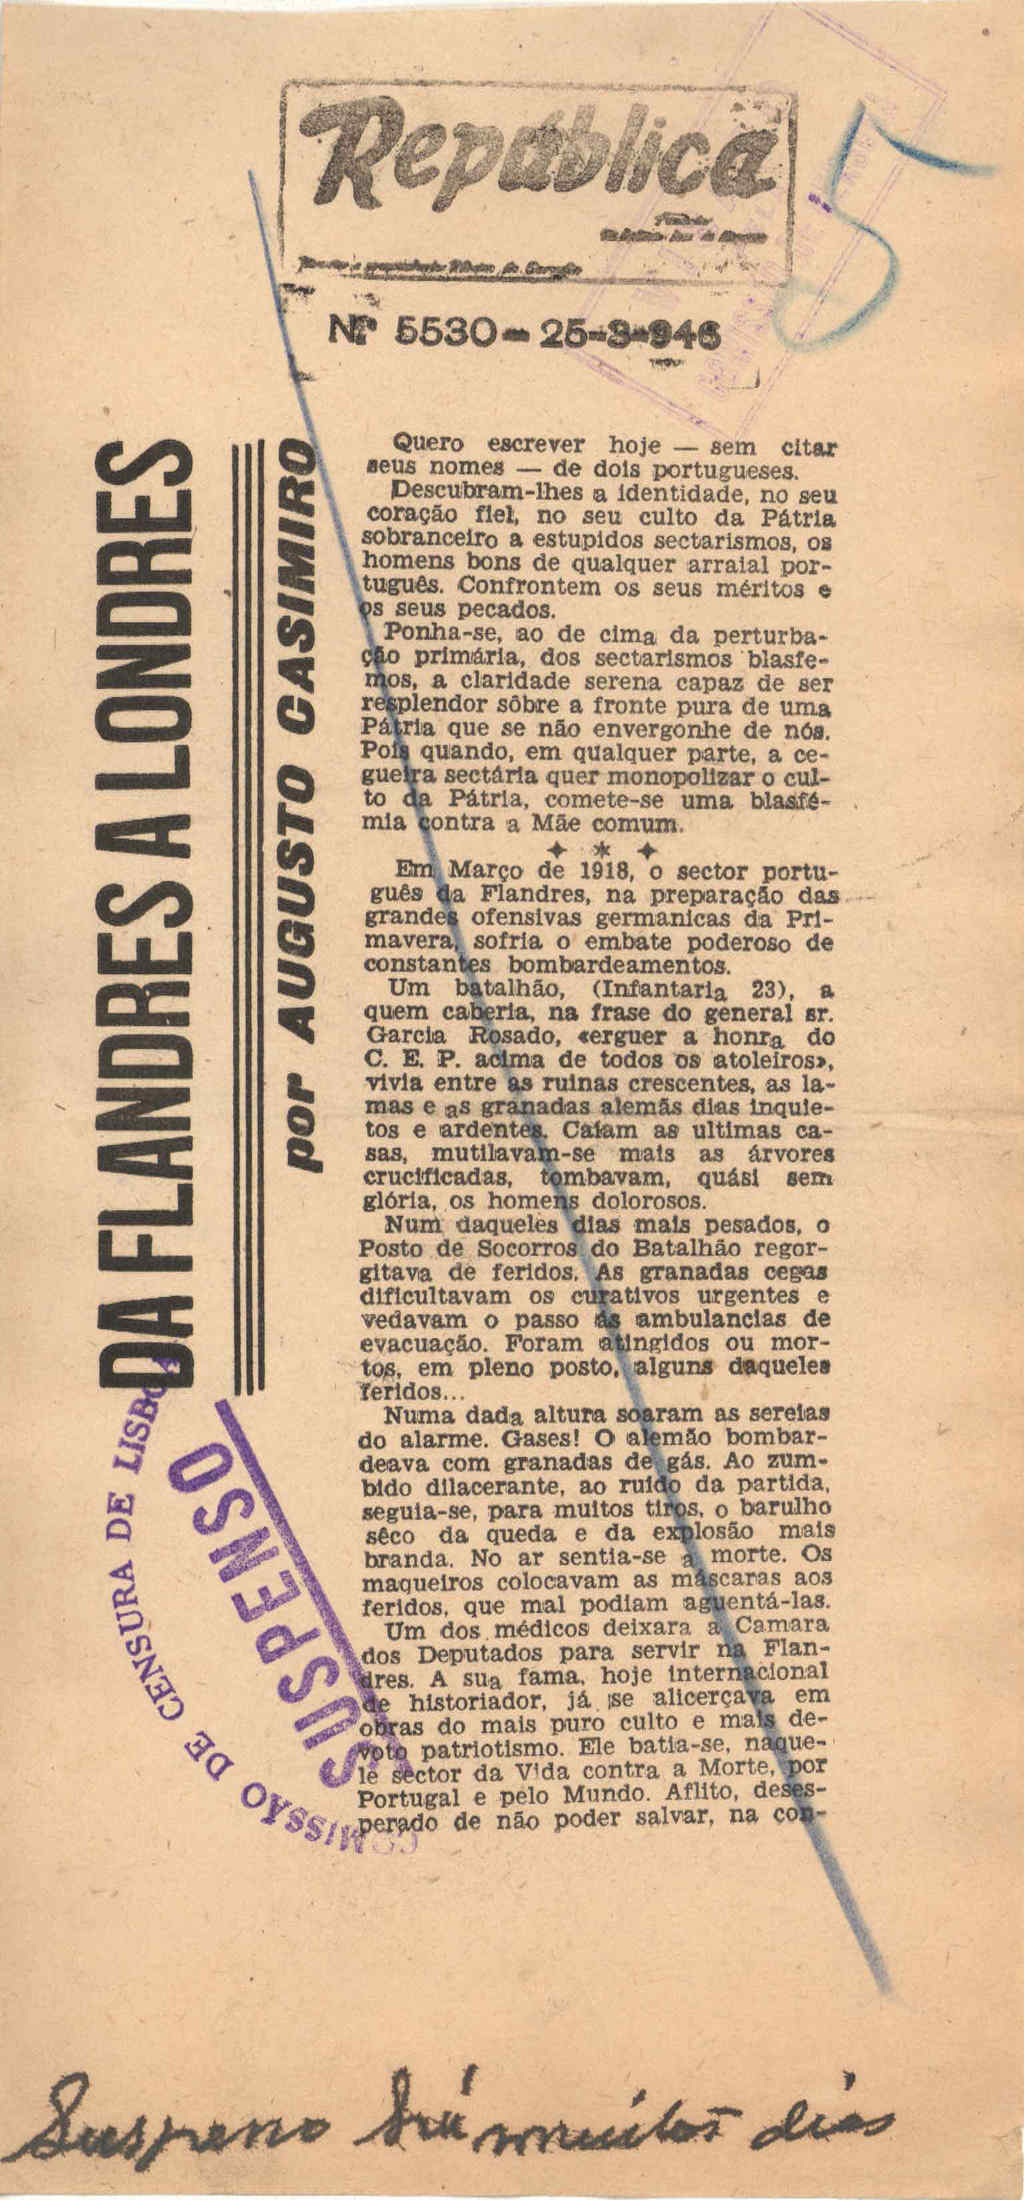 República
Nº 5530 - 25-3-946
DA FLANDRES A LONDRES
por AUGUSTO CASIMIRO
Quero escrever hoje — sem citar
seus nomes — de dois portugueses.
Descubram-lhes a identidade, no seu
coração fiel, no seu culto da Pátria
sobranceiro a estupidos sectarismos, os
homens bons de qualquer arraial por-
tuguês. Confrontem os seus méritos e
os seus pecados.
Ponha-se, ao de cima da perturba-
ção primária, dos sectarismos blasfe-
mos, a claridade serena capaz de ser
resplendor sôbre a fronte pura de uma
Pátria que se não envergonhe de nós.
Pois quando, em qualquer parte, a ce-
gueira sectária quer monopolizar o cul-
to da Pátria, comete-se uma blasfé-
mia contra a Mãe comum.
Em Março de 1918, o sector portu-
guês da Flandres, na preparação das
grandes ofensivas germanicas da Pri-
mavera, sofria o embate poderoso de
constantes bombardeamentos.
Um batalhão, (Infantaria 23), a
quem caberia, na frase do general sr.
Garcia Rosado, «erguer a honra do
C. E. P. acima de todos os atoleiros»,
vivia entre as ruinas crescentes, as la-
mas e as granadas alemãs dias inquie-
tos e ardentes. Caiam as ultimas ca-
sas, mutilavam-se mais as árvores
crucificadas, tombavam, quási sem
glória, os homens dolorosos.
Num daqueles dias mais pesados, o
Posto de Socorros do Batalhão regor-
gitava de feridos. As granadas cegas
dificultavam os curativos urgentes e
vedavam o passo ás ambulancias de
evacuação. Foram atingidos ou mor-
tos, em pleno posto, alguns daqueles
feridos...
Numa dada altura soaram as sereias
do alarme. Gases! O alemão bombar-
deava com granadas de gás. Ao zum-
bido dilacerante, ao ruido da partida,
seguia-se, para muitos tiros, o barulho
sêco da queda e da explosão mais
branda. No ar sentia-se a morte. Os
maqueiros colocavam as máscaras aos
feridos, que mal podiam aguentá-las.
Um dos médicos deixara a Camara
dos Deputados para servir na Flan-
dres. A sua fama, hoje internacional
de historiador, já se alicerçava em
obras do mais puro culto e mais de-
voto patriotismo. Ele batia-se, naque-
le sector da Vida contra a Morte, por
Portugal e pelo Mundo. Aflito, deses-
perado de não poder salvar, na con-
COMISSÃO DE CENSURA DE LISBOA
SUSPENSO
5
Suspenso há muitos dias